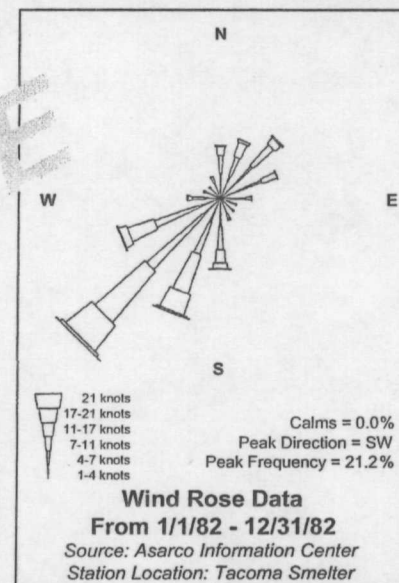 N
W
E
S
21 knots
17-21 knots
11-17 knots
7-11 knots
4-7 knots
1-4 knots
Calms = 0.0%
Peak Direction = SW
Peak Frequency = 21.2%
Wind Rose Data
From 1/1/82 - 12/31/82
Source: Asarco Information Center
Station Location: Tacoma Smelter